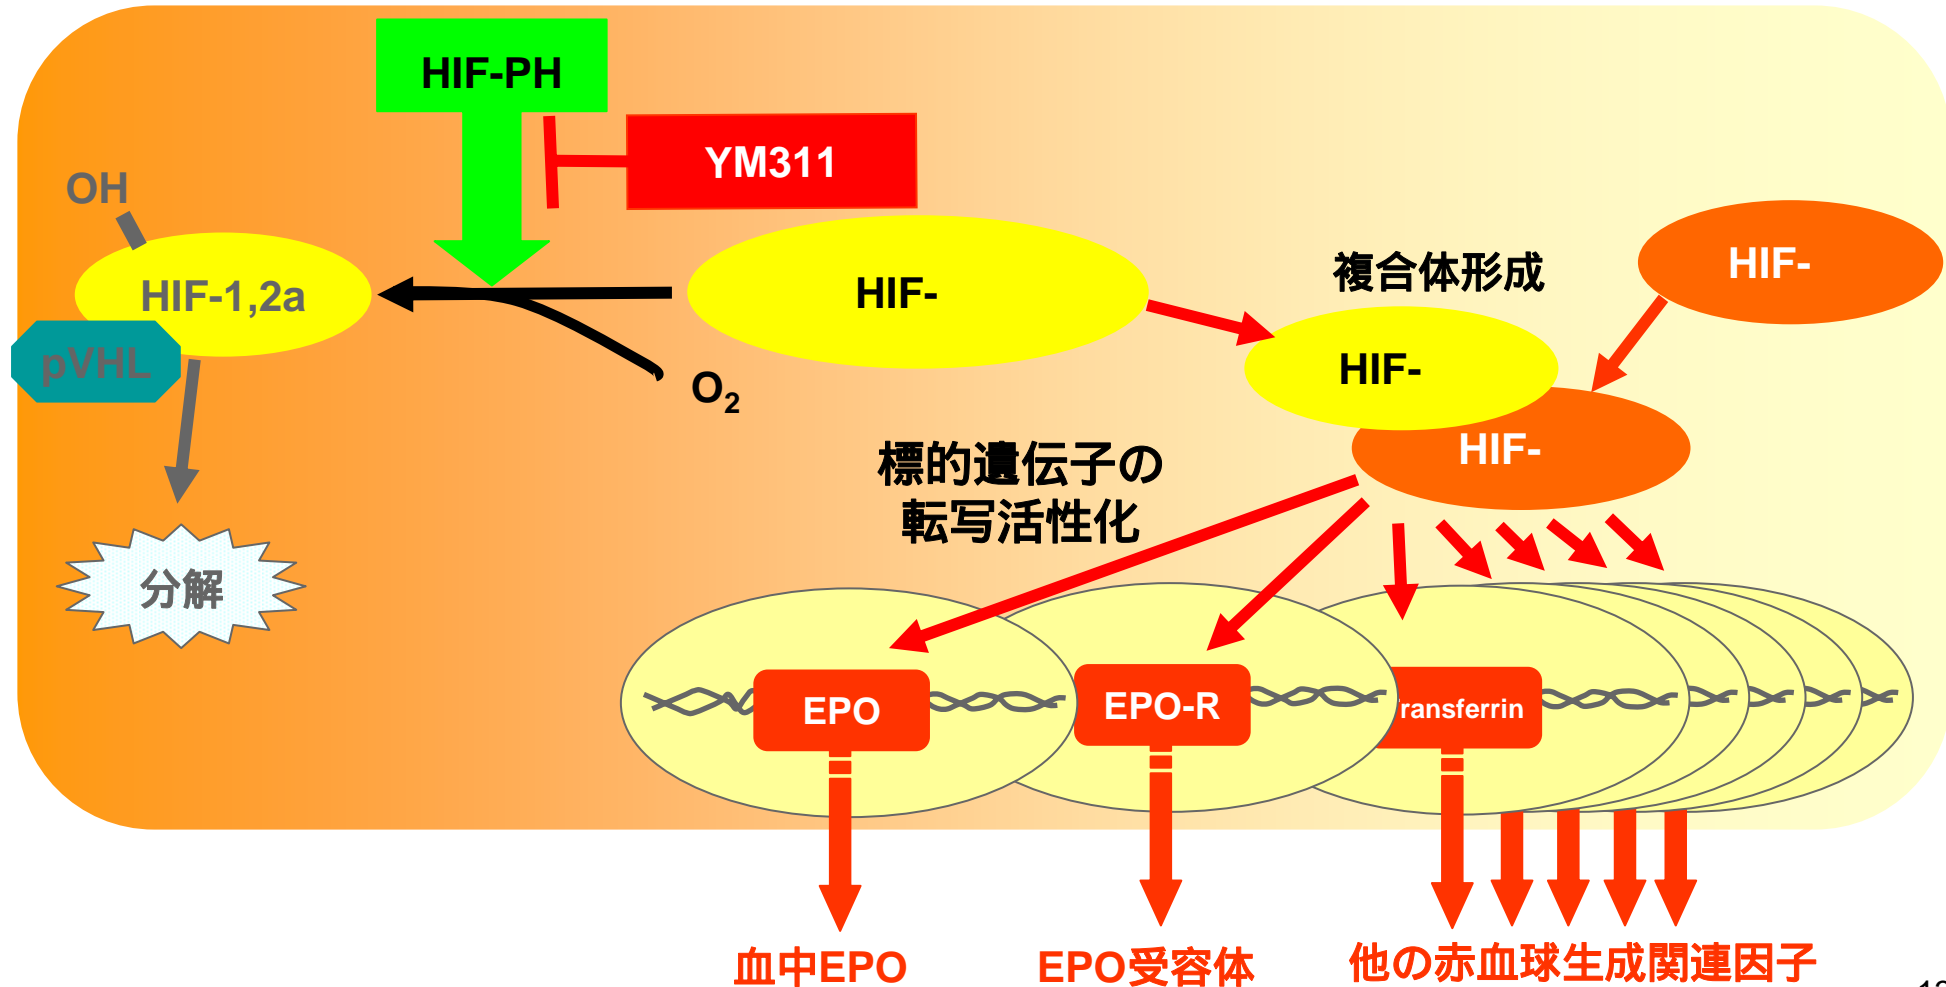 HIF-PH
YM311
OH
HIF-1,2a
pVHL
HIF-
O2
複合体形成
HIF-
HIF-
HIF-
標的遺伝子の
転写活性化
分解
EPO
EPO-R
ransferrin
血中EPO
EPO受容体
他の赤血球生成関連因子